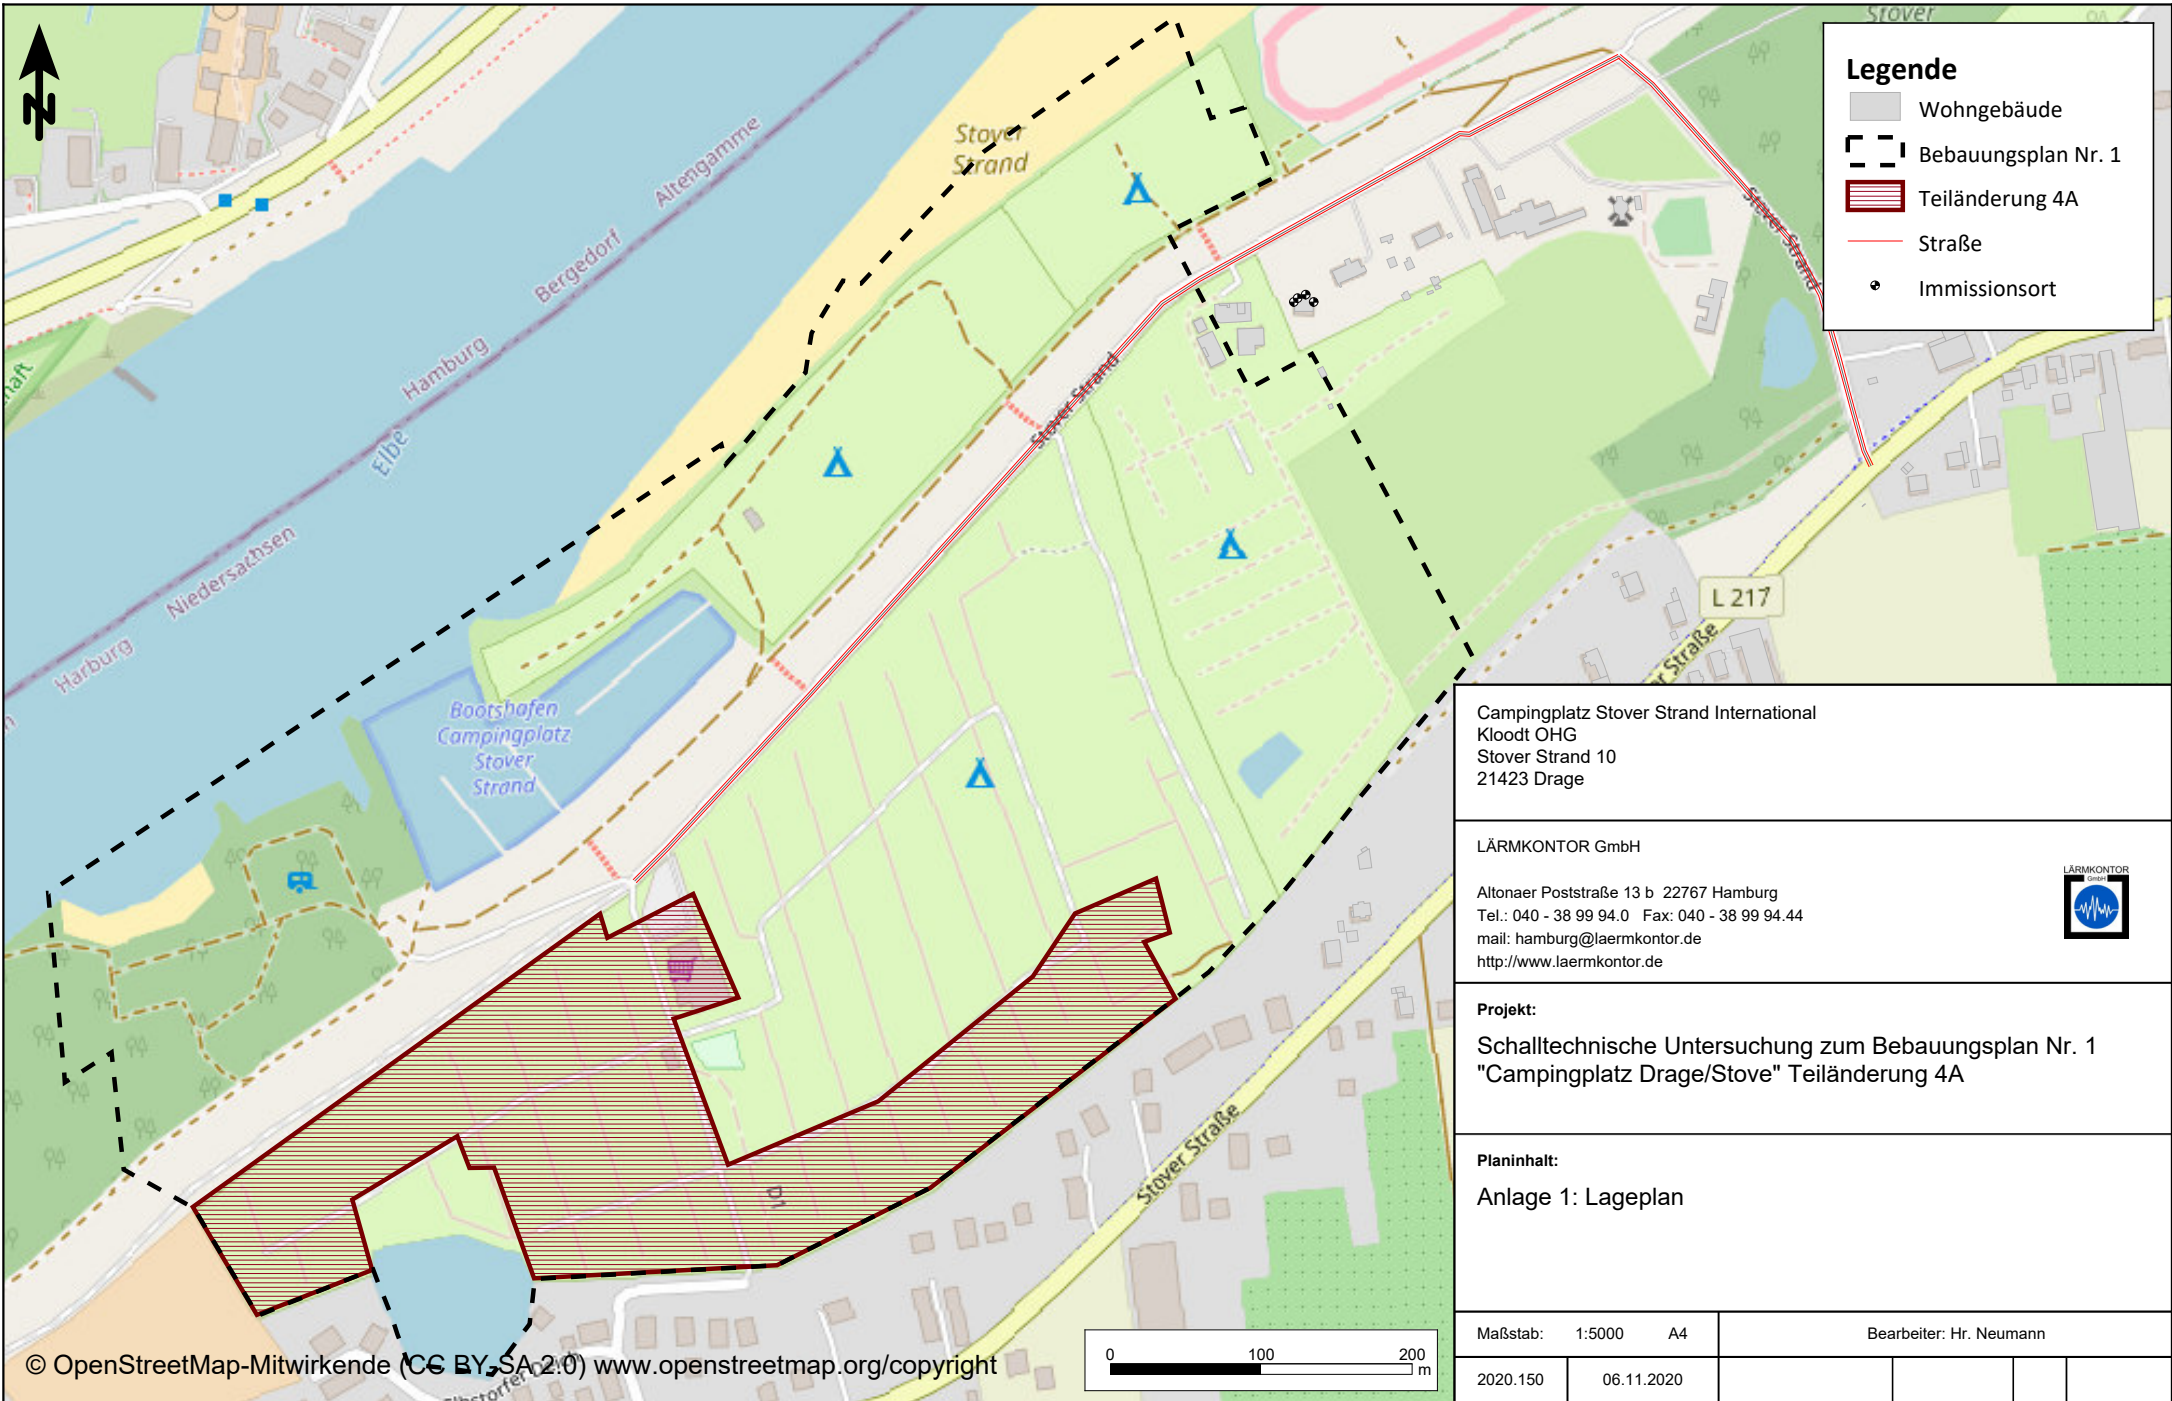 N
Stover
Legende
Wohngebäude
Bebauungsplan Nr. 1
Teiländerung 4A
Straße
Immissionsort
Stover
Strand
Altengamme
Bergedorf
Hamburg
Elbe
Niedersachsen
Harburg
Stover Strand
Stover Strand
L 217
Stover Straße
Bootshafen
Campingplatz
Stover
Strand
D1
er Straße
Campingplatz Stover Strand International
Kloodt OHG
Stover Strand 10
21423 Drage
LÄRMKONTOR GmbH
Altonaer Poststraße 13 b 22767 Hamburg
Tel.: 040 - 38 99 94.0 Fax: 040 - 38 99 94.44
mail: hamburg@laermkontor.de
http://www.laermkontor.de
LÄRMKONTOR
GmbH
Projekt:
Schalltechnische Untersuchung zum Bebauungsplan Nr. 1
"Campingplatz Drage/Stove" Teiländerung 4A
Planinhalt:
Anlage 1: Lageplan
Maßstab: 1:5000 A4
Bearbeiter: Hr. Neumann
2020.150 06.11.2020
0 100 200
m
© OpenStreetMap-Mitwirkende (CC BY-SA 2.0) www.openstreetmap.org/copyright